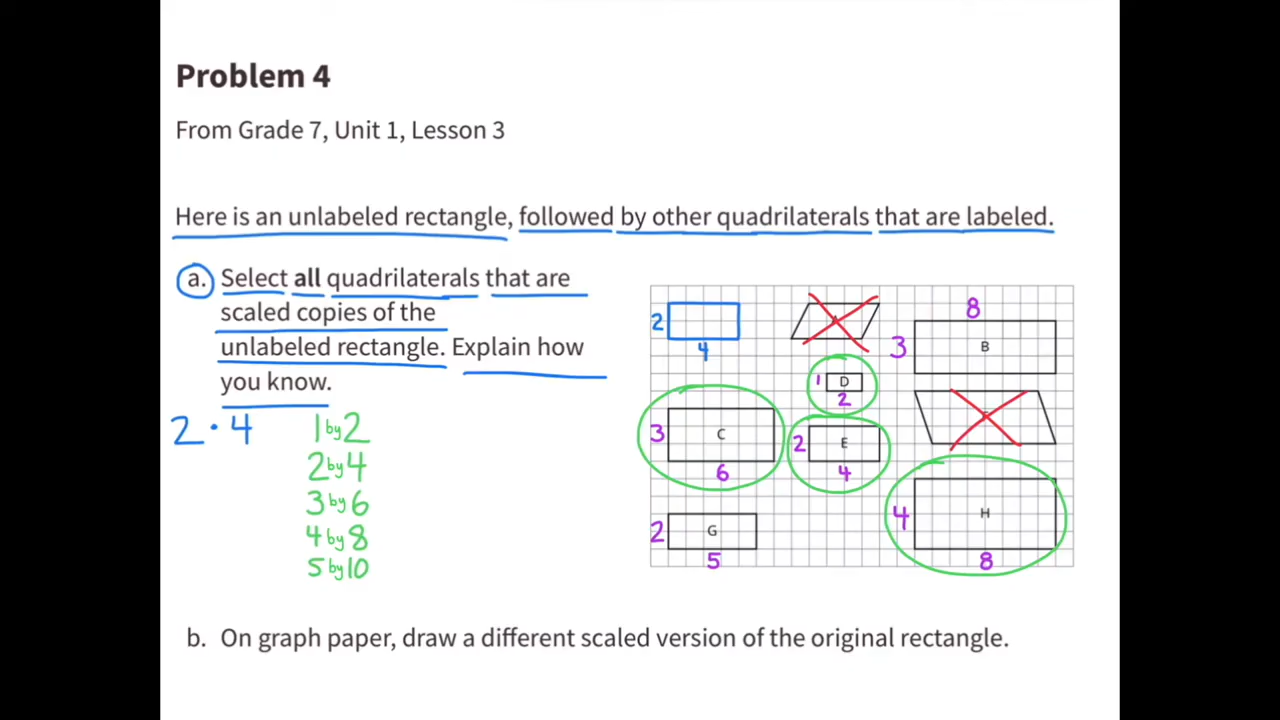 Problem 4
From Grade 7, Unit 1, Lesson 3
Here is an unlabeled rectangle, followed by other quadrilaterals that are labeled.
a. Select all quadrilaterals that are
scaled copies of the
unlabeled rectangle. Explain how
you know.
2 • 4
1 by 2
2 by 4
3 by 6
4 by 8
5 by 10
2
4
8
3
B
1
D
2
3
C
6
2
E
4
4
H
8
2
G
5
b. On graph paper, draw a different scaled version of the original rectangle.